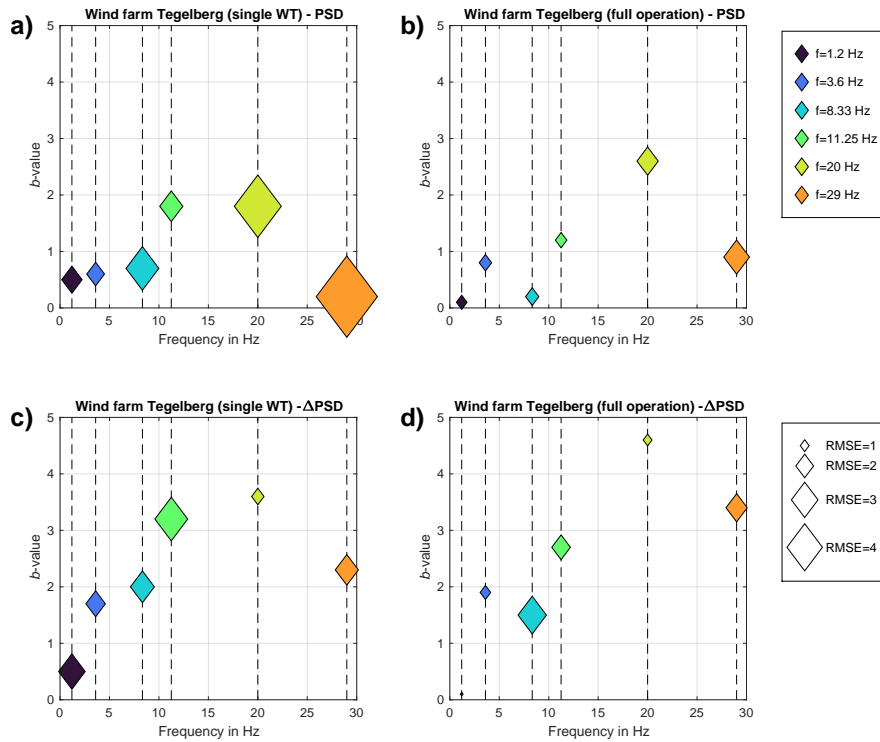 a)
Wind farm Tegelberg (single WT) - PSD
5
4
3
2
1
0
b-value
0 5 10 15 20 25 30
Frequency in Hz
b)
Wind farm Tegelberg (full operation) - PSD
5
4
3
2
1
0
b-value
0 5 10 15 20 25 30
Frequency in Hz
f=1.2 Hz
f=3.6 Hz
f=8.33 Hz
f=11.25 Hz
f=20 Hz
f=29 Hz
c)
Wind farm Tegelberg (single WT) -ΔPSD
5
4
3
2
1
0
b-value
0 5 10 15 20 25 30
Frequency in Hz
d)
Wind farm Tegelberg (full operation) -ΔPSD
5
4
3
2
1
0
b-value
0 5 10 15 20 25 30
Frequency in Hz
RMSE=1
RMSE=2
RMSE=3
RMSE=4